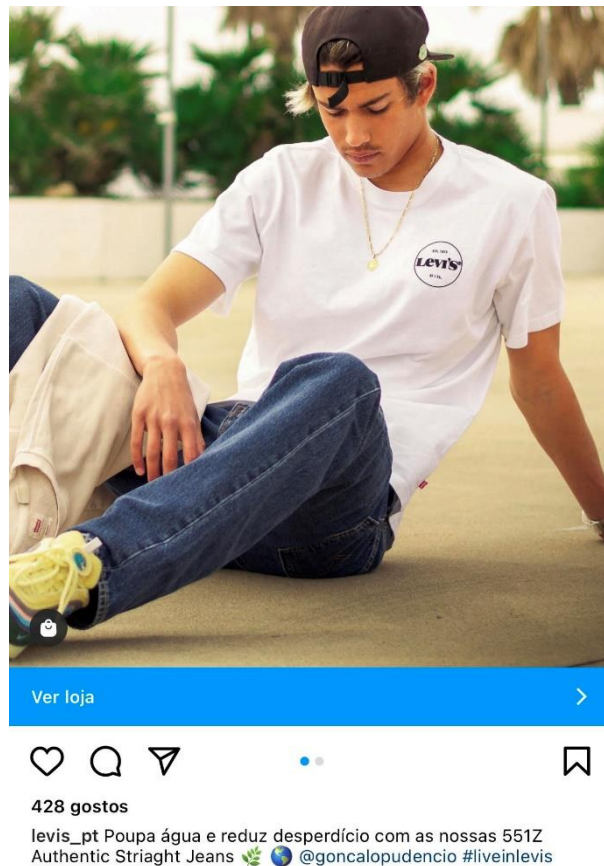 Levi's®
Ver loja
428 gostos
levis_pt Poupa água e reduz desperdício com as nossas 551Z
Authentic Striaght Jeans 🌿 🌎 @goncalopudencio #liveinlevis